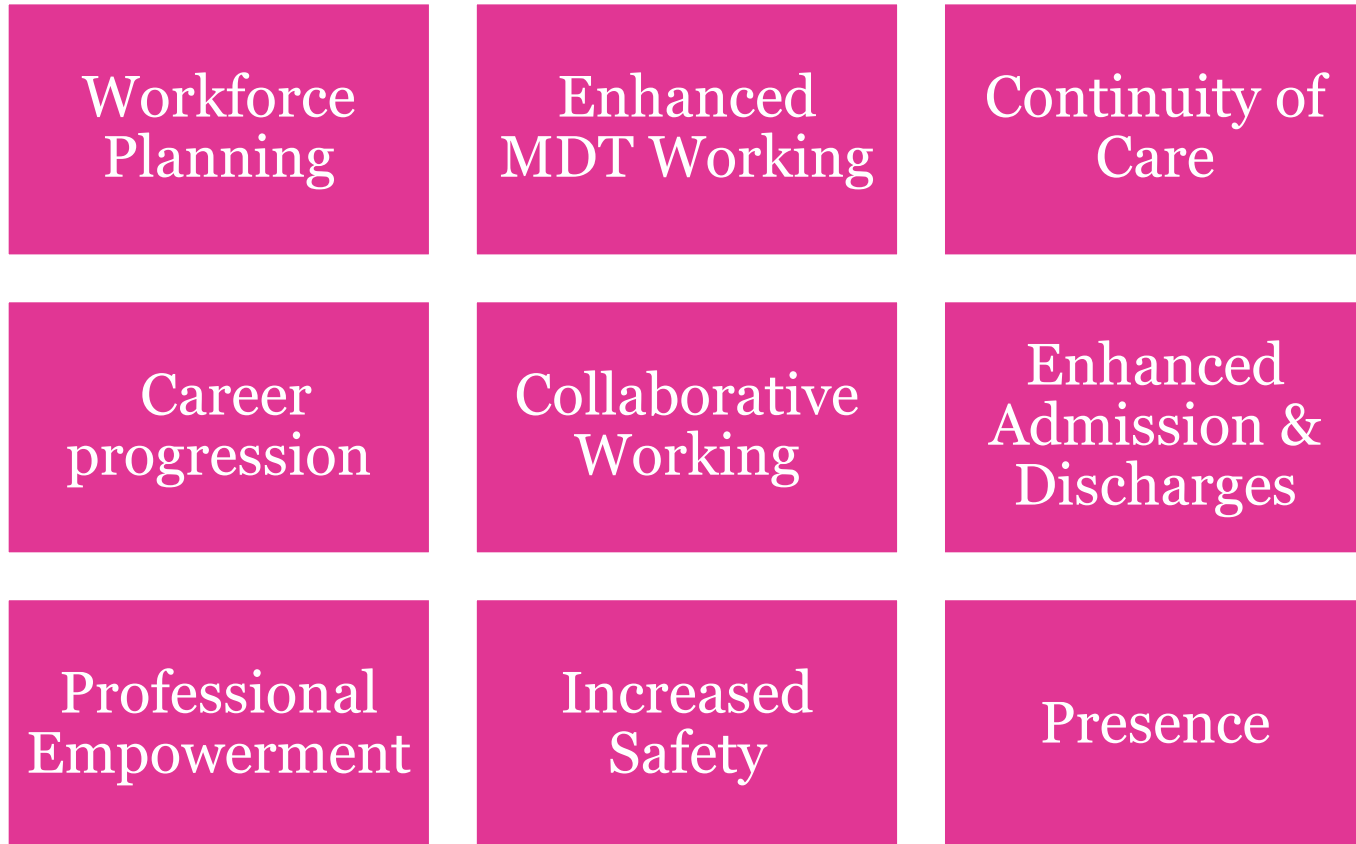 Workforce
Planning
Enhanced
MDT Working
Continuity of
Care
Career
progression
Collaborative
Working
Enhanced
Admission &
Discharges
Professional
Empowerment
Increased
Safety
Presence